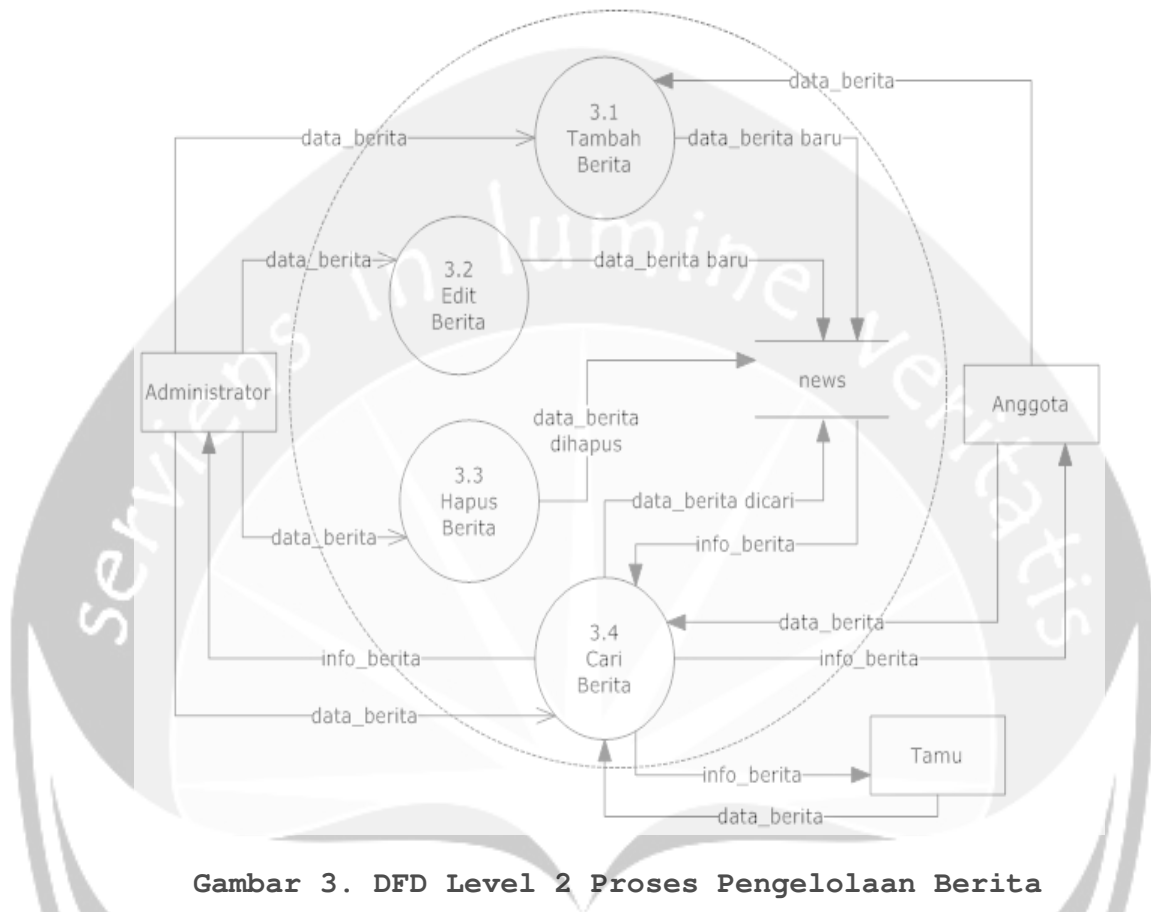 data_berita
3.1
Tambah
Berita
data_berita
data_berita baru
data_berita
3.2
Edit
Berita
data_berita baru
Administrator
news
Anggota
data_berita
dihapus
3.3
Hapus
Berita
data_berita
data_berita dicari
info_berita
data_berita
3.4
Cari
Berita
info_berita
info_berita
data_berita
Tamu
info_berita
data_berita
serviens in lumine veritatis
Gambar 3. DFD Level 2 Proses Pengelolaan Berita